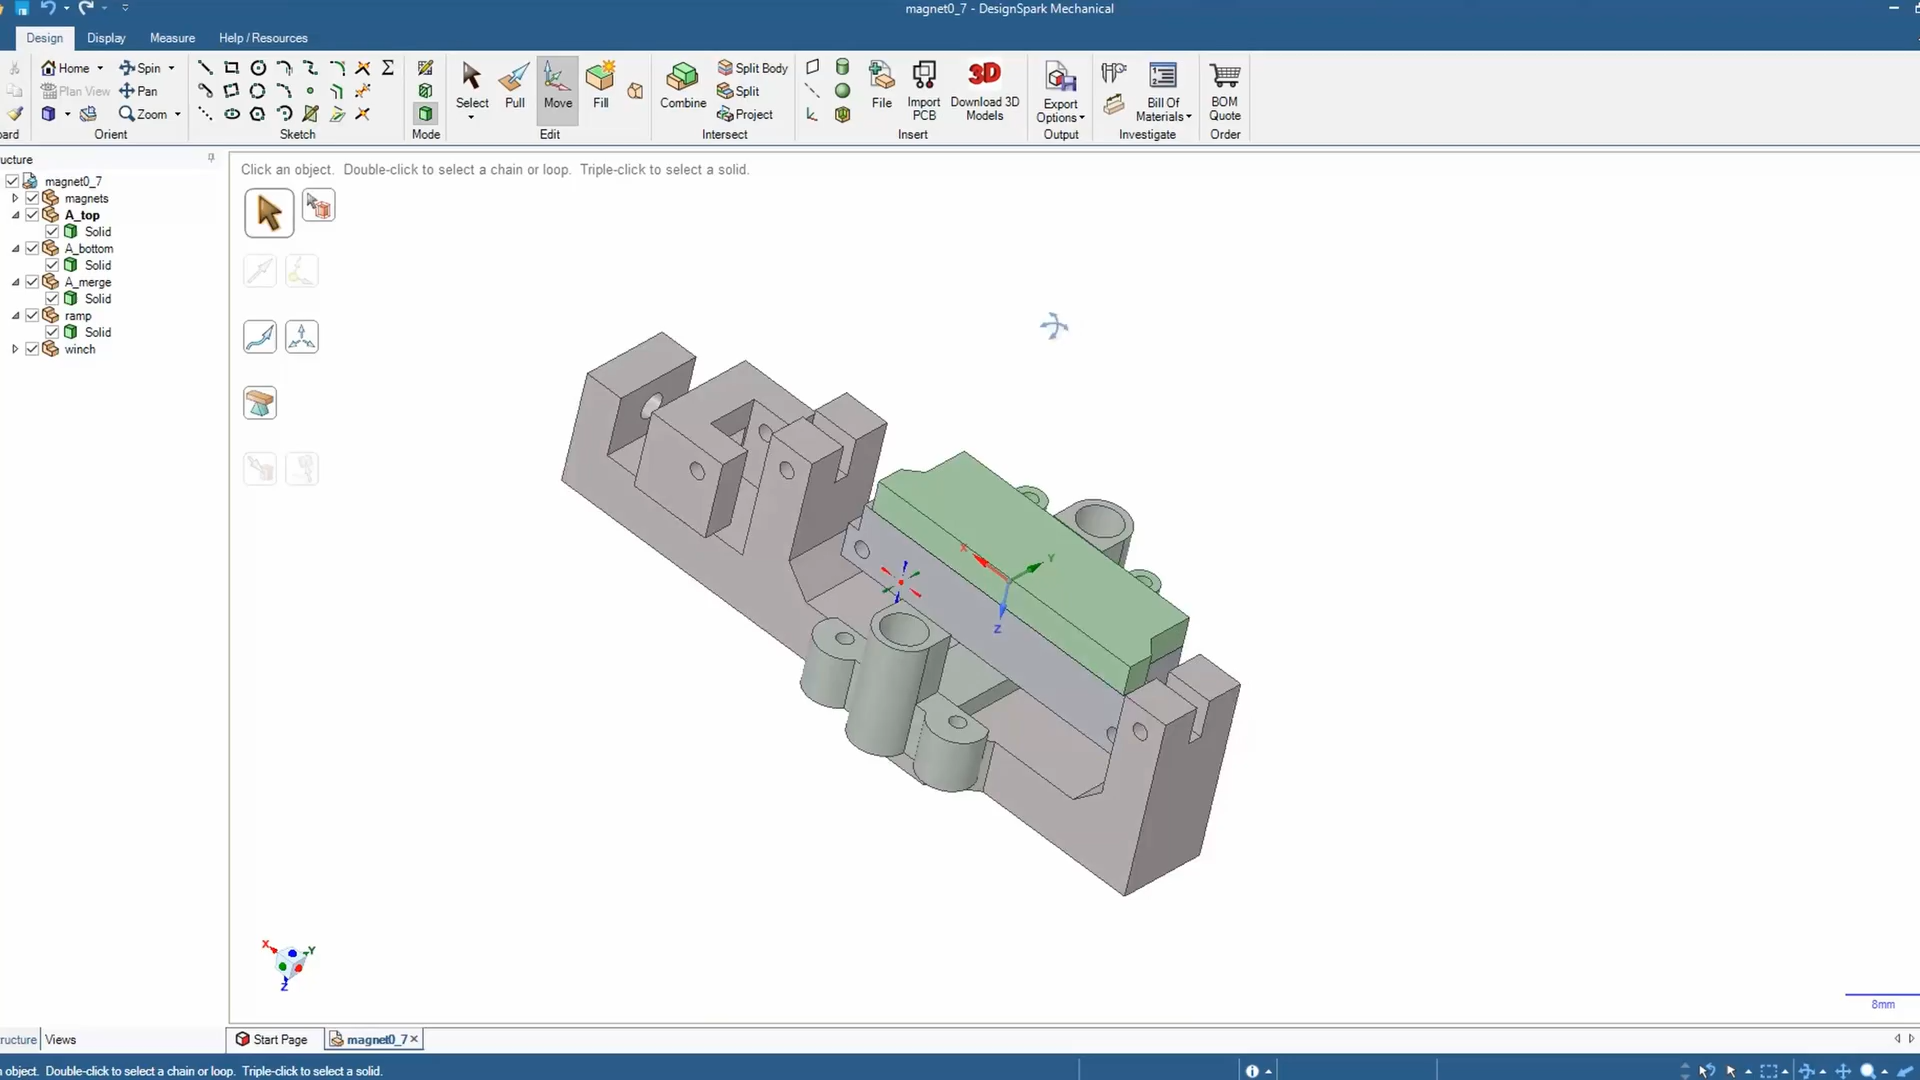 magnet0_7 - DesignSpark Mechanical
Design Display Measure Help / Resources
Home Spin
Plan View Pan
Zoom
ard Orient Sketch Mode
Select Pull Move Fill
Edit
Combine Split Body
Split
Project
Intersect
File Import PCB Download 3D Models
Insert
Export Options
Output
Bill Of Materials
Investigate
BOM Quote
Order
ucture
magnet0_7
magnets
A_top
Solid
A_bottom
Solid
A_merge
Solid
ramp
Solid
winch
Click an object. Double-click to select a chain or loop. Triple-click to select a solid.
X Y
Z
X Y
Z
8mm
ructure Views Start Page magnet0_7
n object. Double-click to select a chain or loop. Triple-click to select a solid.